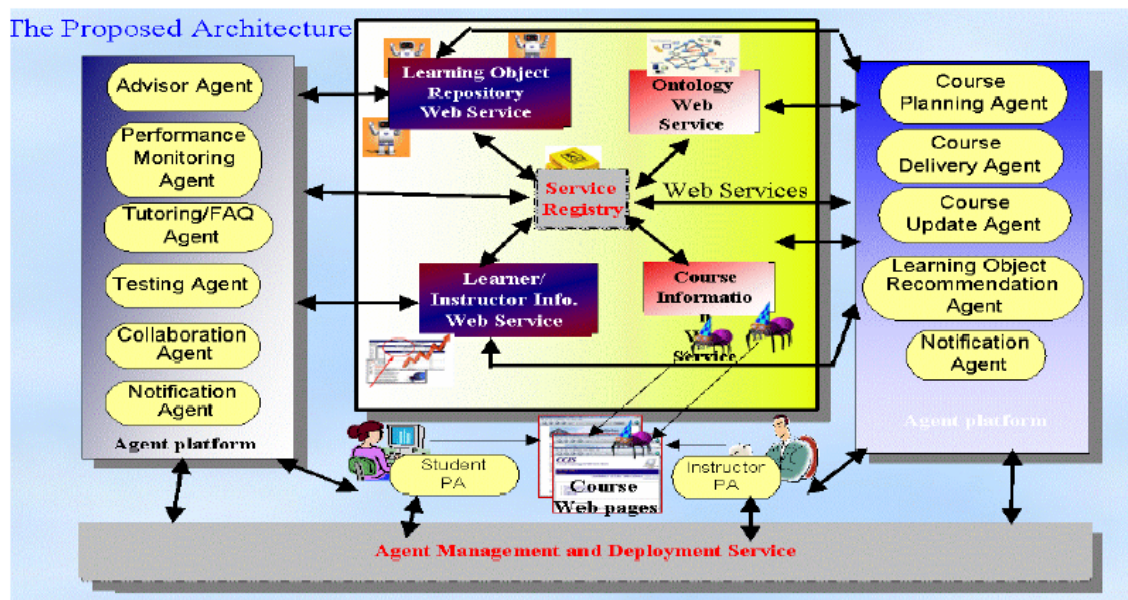 The Proposed Architecture
Advisor Agent
Performance
Monitoring
Agent
Tutoring/FAQ
Agent
Testing Agent
Collaboration
Agent
Notification
Agent
Agent platform
Learning Object
Repository
Web Service
Ontology
Web
Service
Service
Registry
Web Services
Learner/
Instructor Info.
Web Service
Course
Informatio
n
W
Service
Course
Planning Agent
Course
Delivery Agent
Course
Update Agent
Learning Object
Recommendation
Agent
Notification
Agent
Agent platform
Student
PA
CCIS
Course
Web pages
Instructor
PA
Agent Management and Deployment Service